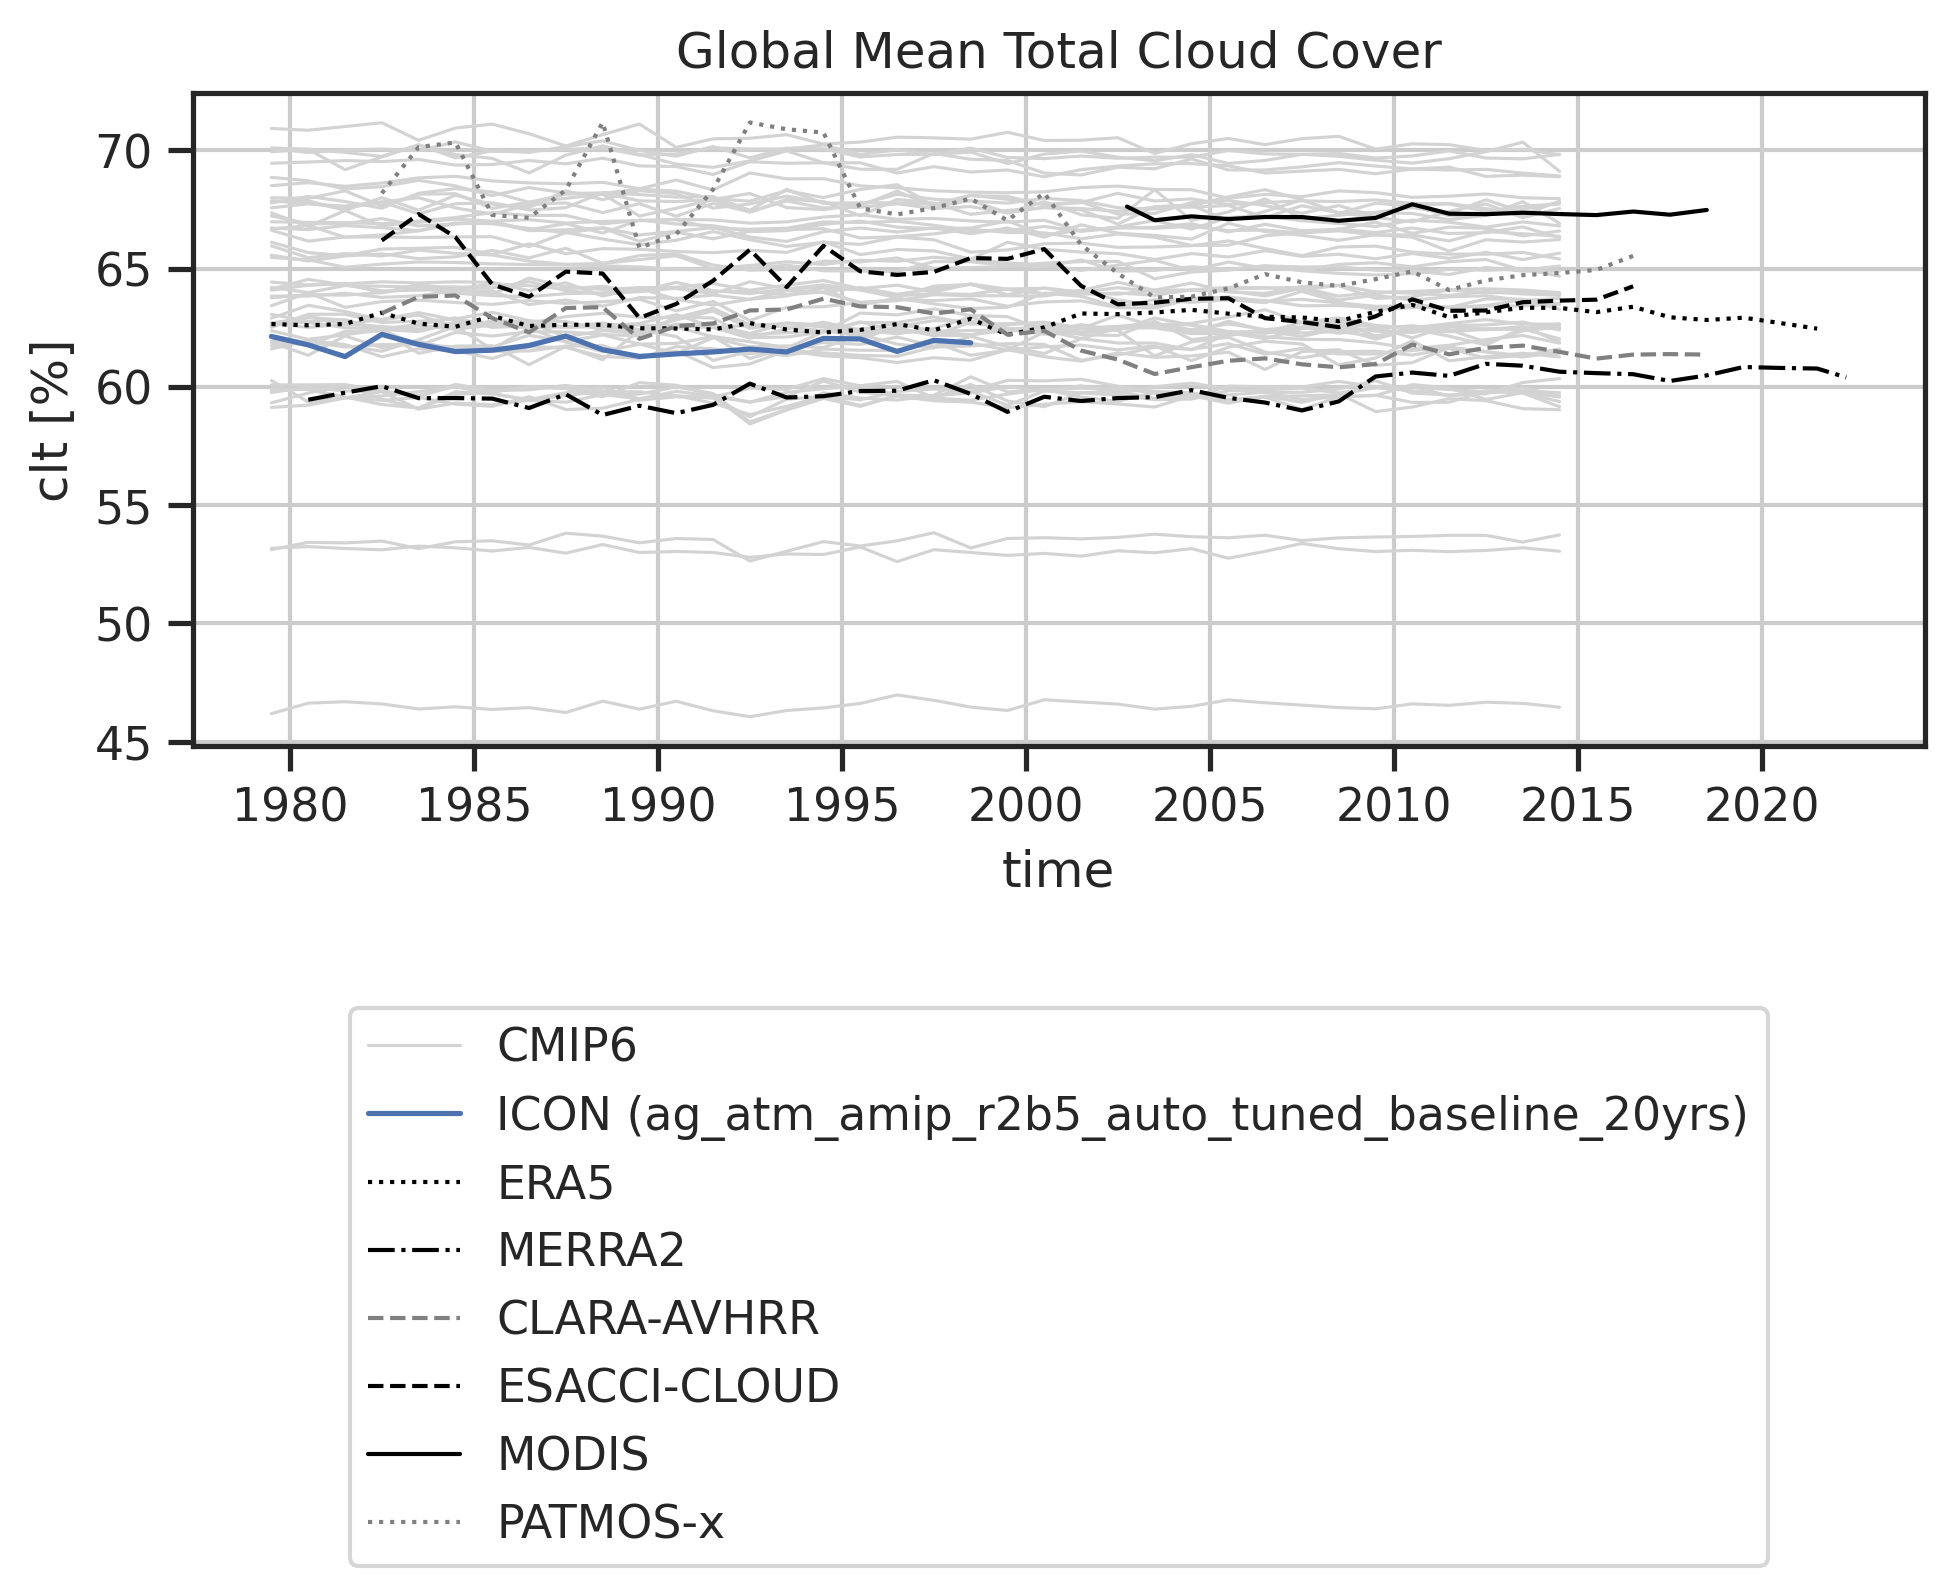 Global Mean Total Cloud Cover
70
65
60
55
50
45
clt [%]
1980 1985 1990 1995 2000 2005 2010 2015 2020
time
CMIP6
ICON (ag_atm_amip_r2b5_auto_tuned_baseline_20yrs)
ERA5
MERRA2
CLARA-AVHRR
ESACCI-CLOUD
MODIS
PATMOS-x